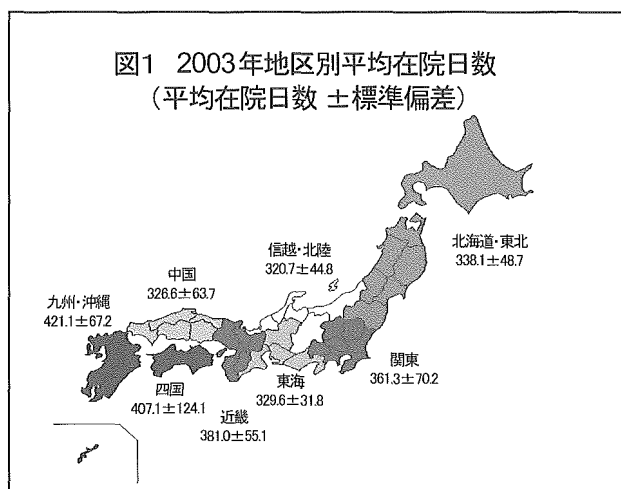 図1 2003年地区別平均在院日数
（平均在院日数 ±標準偏差）
北海道・東北
338.1±48.7
信越・北陸
320.7±44.8
中国
326.6±63.7
九州・沖縄
421.1±67.2
関東
361.3±70.2
東海
329.6±31.8
四国
407.1±124.1
近畿
381.0±55.1